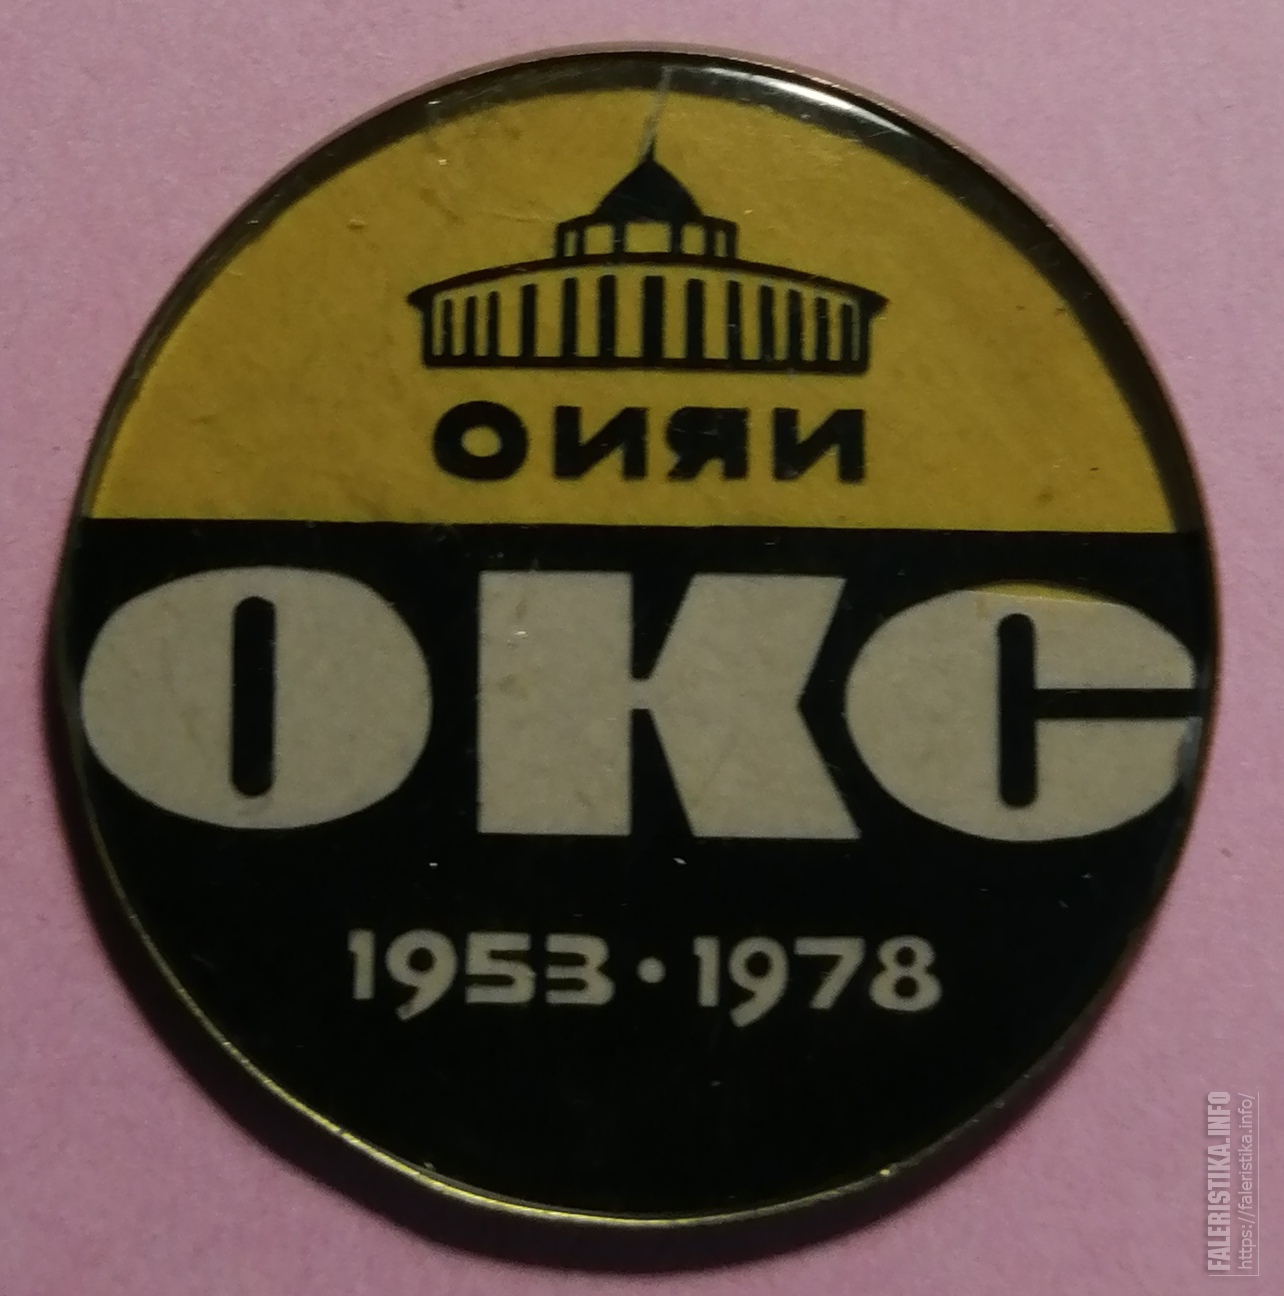 ОИЯИ
ОКС
1953 · 1978
FALERISTIKA.INFO
https://faleristika.info/